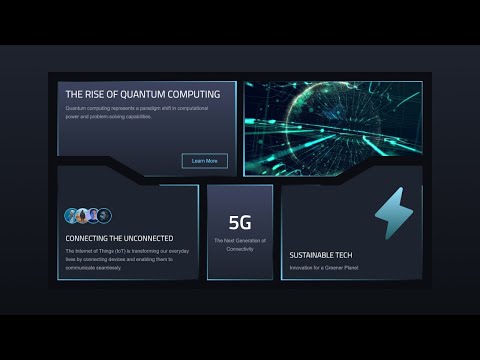 THE RISE OF QUANTUM COMPUTING
Quantum computing represents a paradigm shift in computational
power and problem-solving capabilities.
Learn More
CONNECTING THE UNCONNECTED
The Internet of Things (IoT) is transforming our everyday
lives by connecting devices and enabling them to
communicate seamlessly.
5G
The Next Generation of
Connectivity
SUSTAINABLE TECH
Innovation for a Greener Planet